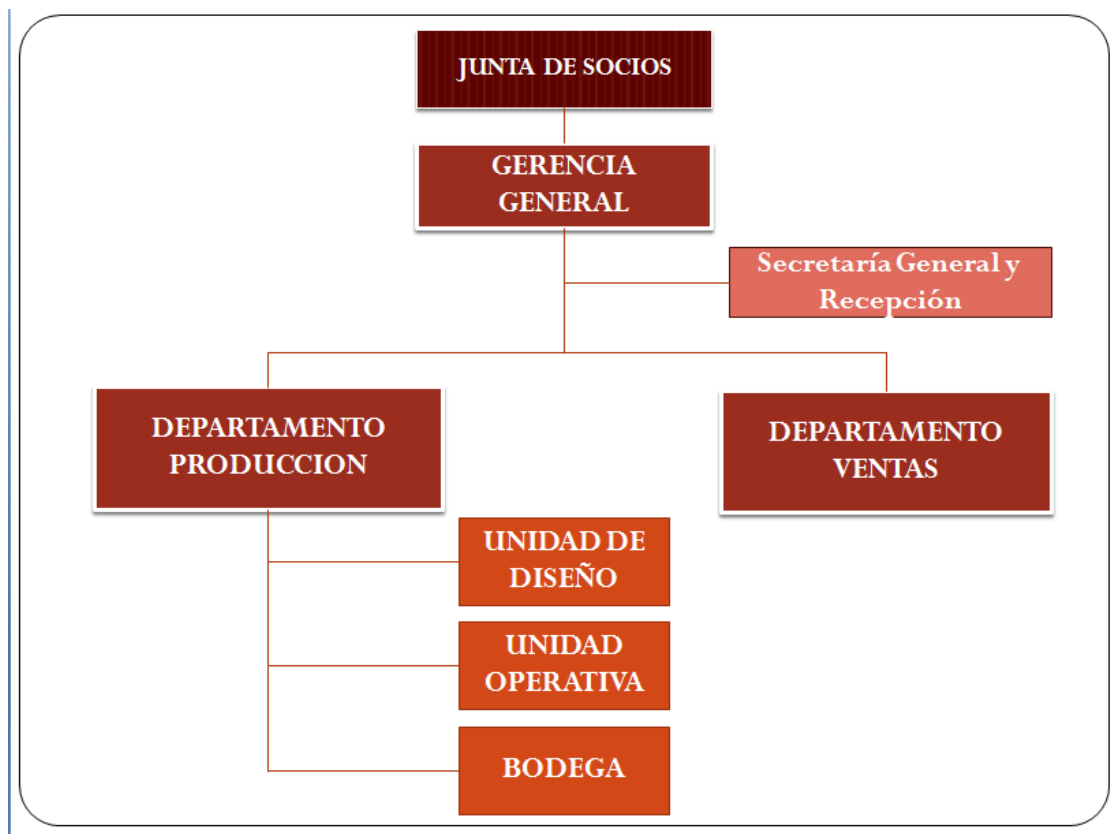 JUNTA DE SOCIOS
GERENCIA
GENERAL
Secretaría General y
Recepción
DEPARTAMENTO
PRODUCCION
DEPARTAMENTO
VENTAS
UNIDAD DE
DISEÑO
UNIDAD
OPERATIVA
BODEGA